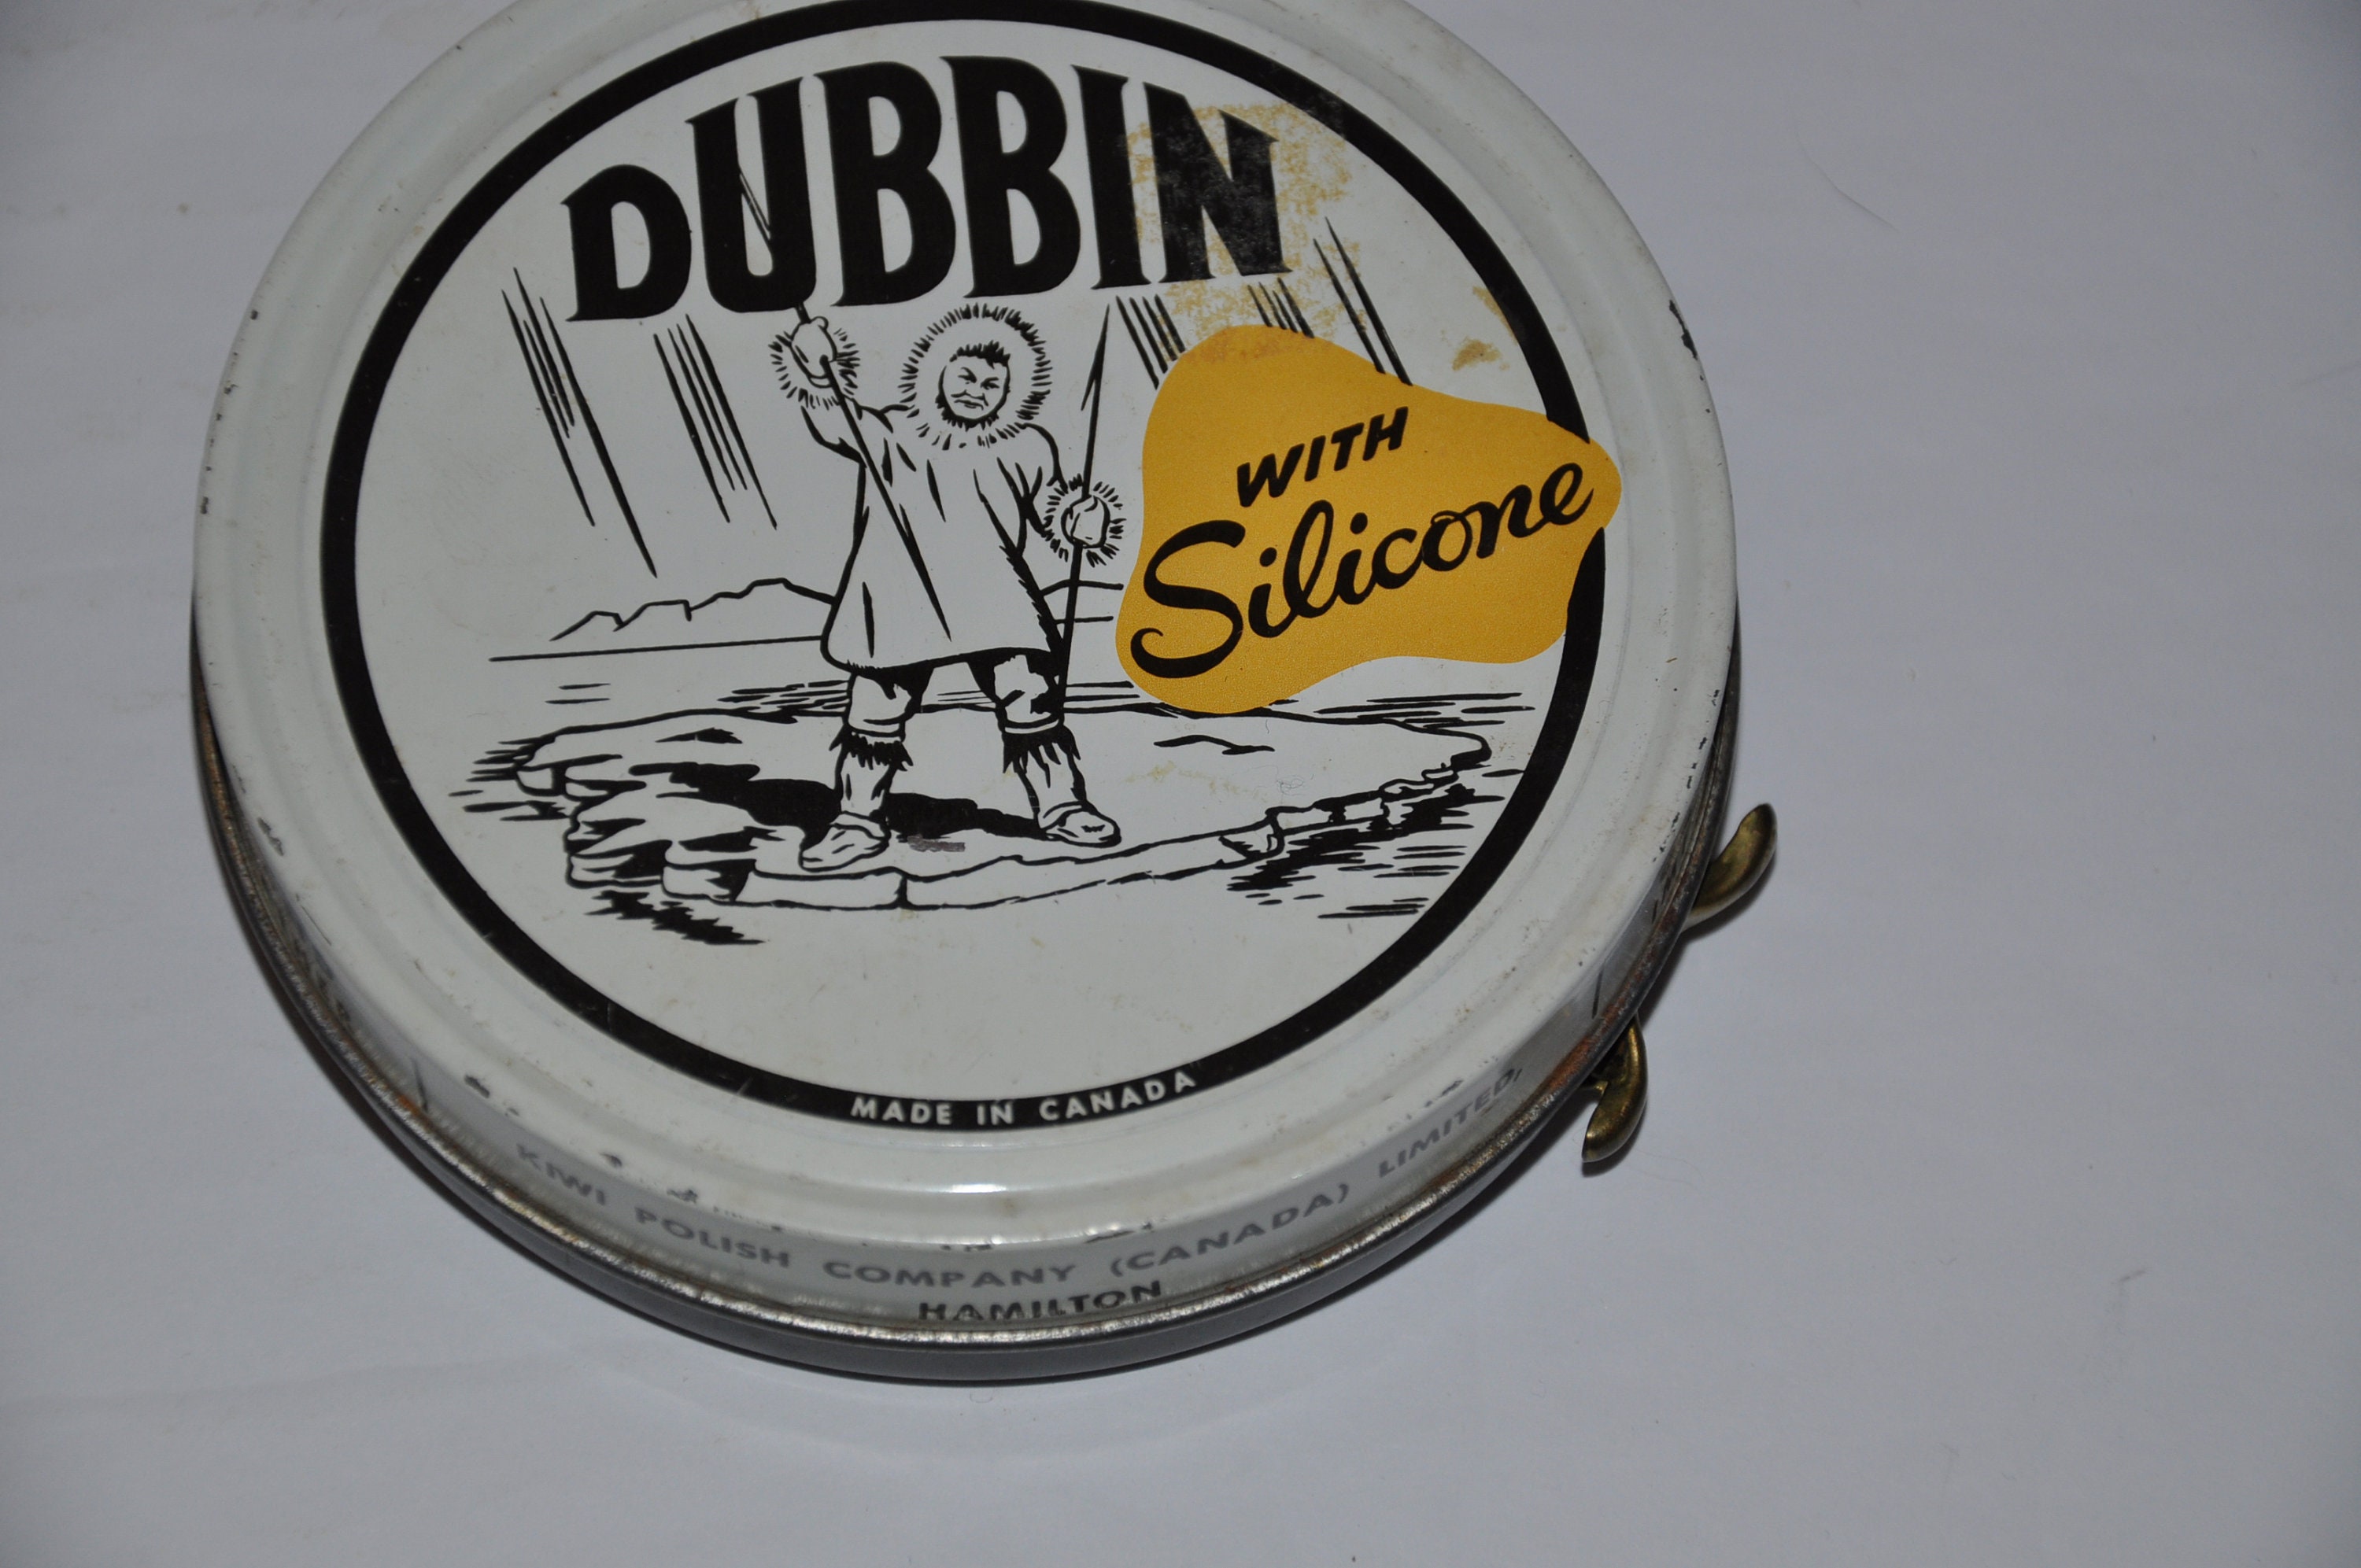 DUBBIN
WITH
Silicone
MADE IN CANADA
KIWI POLISH COMPANY (CANADA) LIMITED,
HAMILTON